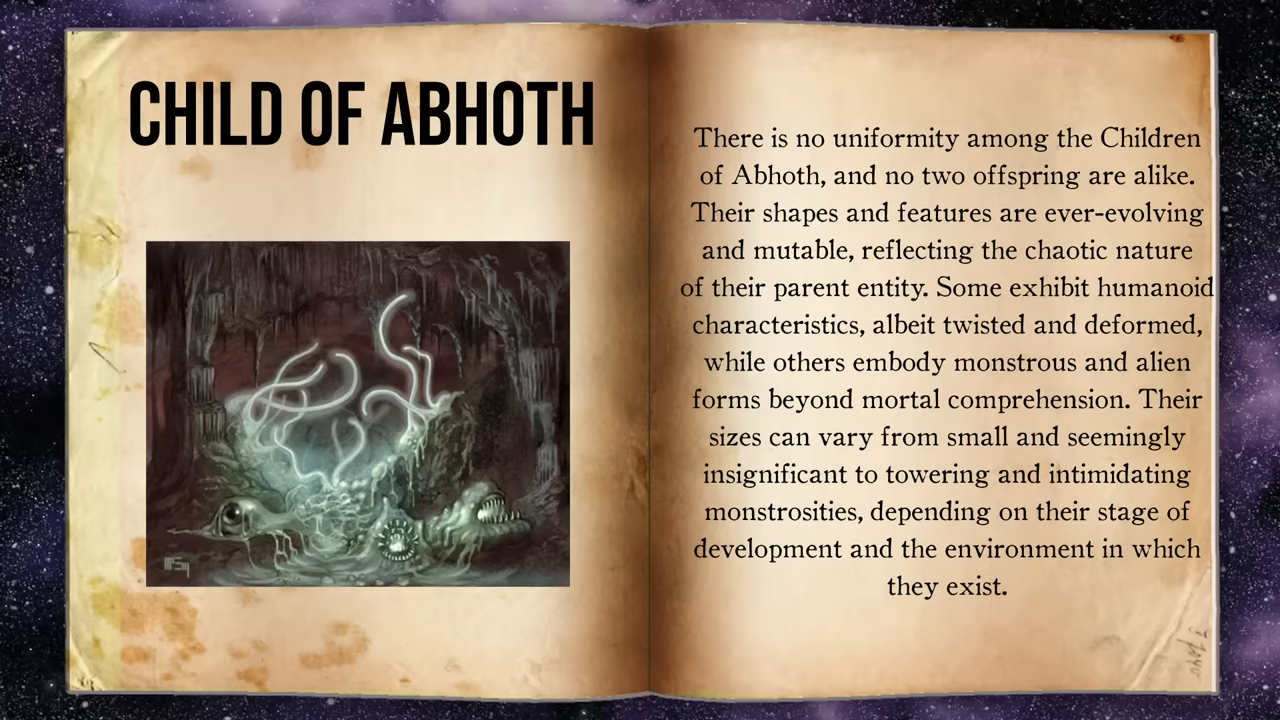 CHILD OF ABHOTH
There is no uniformity among the Children
of Abhoth, and no two offspring are alike.
Their shapes and features are ever-evolving
and mutable, reflecting the chaotic nature
of their parent entity. Some exhibit humanoid
characteristics, albeit twisted and deformed,
while others embody monstrous and alien
forms beyond mortal comprehension. Their
sizes can vary from small and seemingly
insignificant to towering and intimidating
monstrosities, depending on their stage of
development and the environment in which
they exist.